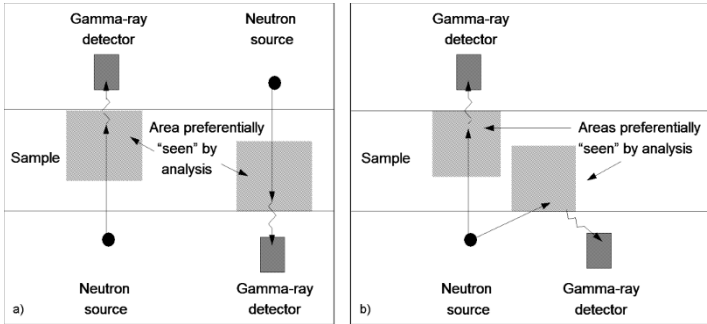 Gamma-ray
detector
Neutron
source
Sample
Area preferentially
“seen” by
analysis
Neutron
source
Gamma-ray
detector
a)
Gamma-ray
detector
Sample
Areas preferentially
“seen” by analysis
Neutron
source
Gamma-ray
detector
b)